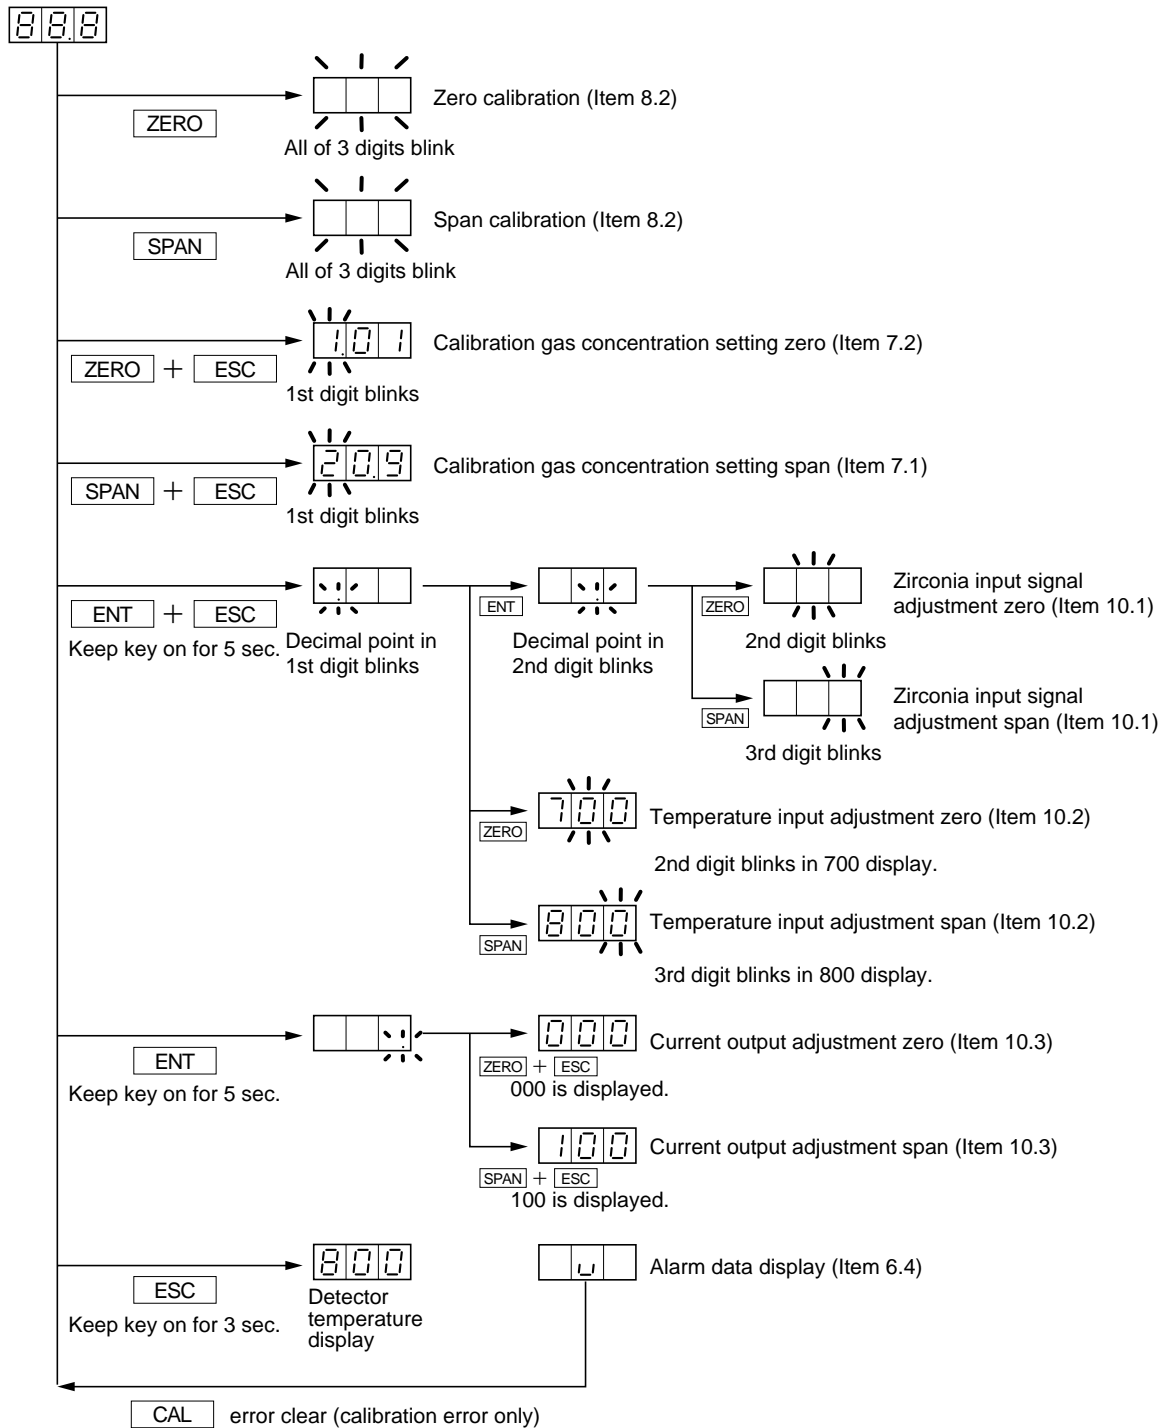 88.8
ZERO
Zero calibration (Item 8.2)
All of 3 digits blink
SPAN
Span calibration (Item 8.2)
All of 3 digits blink
1.01
ZERO + ESC
Calibration gas concentration setting zero (Item 7.2)
1st digit blinks
20.9
SPAN + ESC
Calibration gas concentration setting span (Item 7.1)
1st digit blinks
ENT + ESC
Keep key on for 5 sec.
Decimal point in
1st digit blinks
ENT
Decimal point in
2nd digit blinks
ZERO
2nd digit blinks
Zirconia input signal
adjustment zero (Item 10.1)
SPAN
3rd digit blinks
Zirconia input signal
adjustment span (Item 10.1)
ZERO
700
Temperature input adjustment zero (Item 10.2)
2nd digit blinks in 700 display.
SPAN
800
Temperature input adjustment span (Item 10.2)
3rd digit blinks in 800 display.
ENT
Keep key on for 5 sec.
000
Current output adjustment zero (Item 10.3)
ZERO + ESC
000 is displayed.
100
Current output adjustment span (Item 10.3)
SPAN + ESC
100 is displayed.
ESC
Keep key on for 3 sec.
800
Detector
temperature
display
u
Alarm data display (Item 6.4)
CAL error clear (calibration error only)